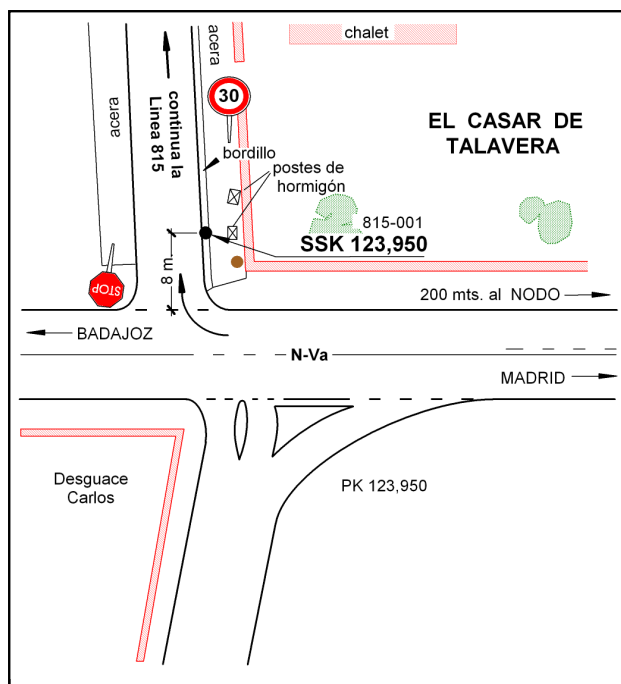 chalet
acera
acera
continua la
Linea 815
30
EL CASAR DE
TALAVERA
bordillo
postes de
hormigón
815-001
SSK 123,950
8 m.
STOP
200 mts. al NODO
BADAJOZ
N-Va
MADRID
Desguace
Carlos
PK 123,950